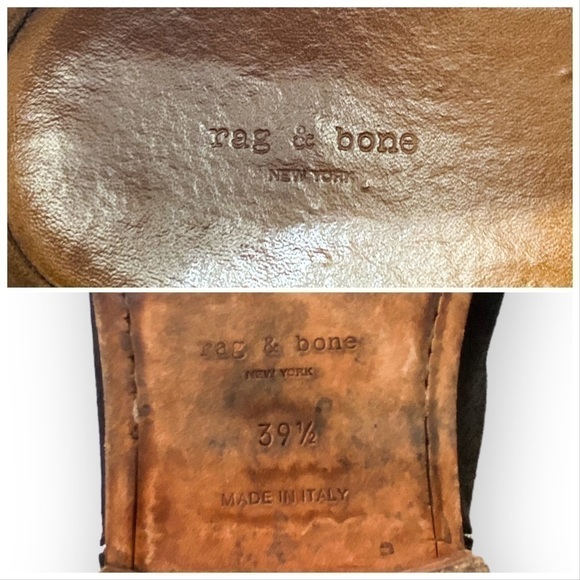 rag & bone
NEW YORK
rag & bone
NEW YORK
39½
MADE IN ITALY